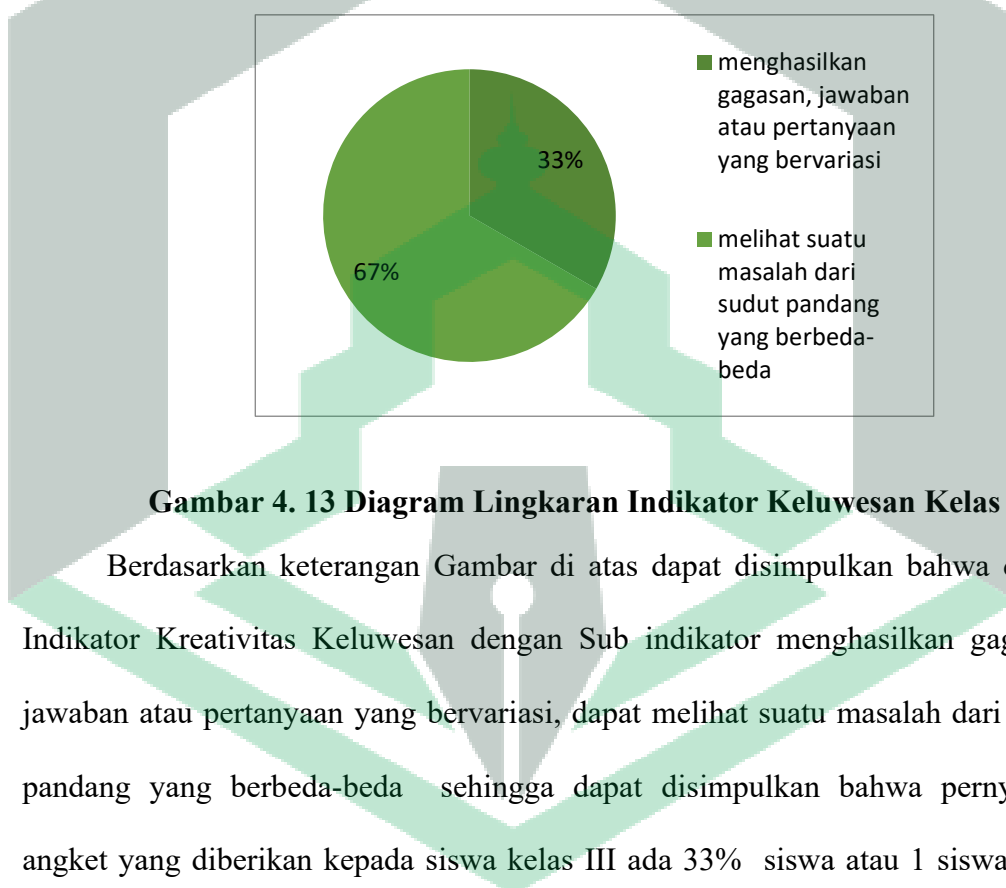 33%
67%
menghasilkan
gagasan, jawaban
atau pertanyaan
yang bervariasi
melihat suatu
masalah dari
sudut pandang
yang berbeda-
beda
Gambar 4. 13 Diagram Lingkaran Indikator Keluwesan Kelas
Berdasarkan keterangan Gambar di atas dapat disimpulkan bahwa
Indikator Kreativitas Keluwesan dengan Sub indikator menghasilkan
jawaban atau pertanyaan yang bervariasi, dapat melihat suatu masalah dari
pandang yang berbeda-beda sehingga dapat disimpulkan bahwa
angket yang diberikan kepada siswa kelas III ada 33% siswa atau 1 siswa